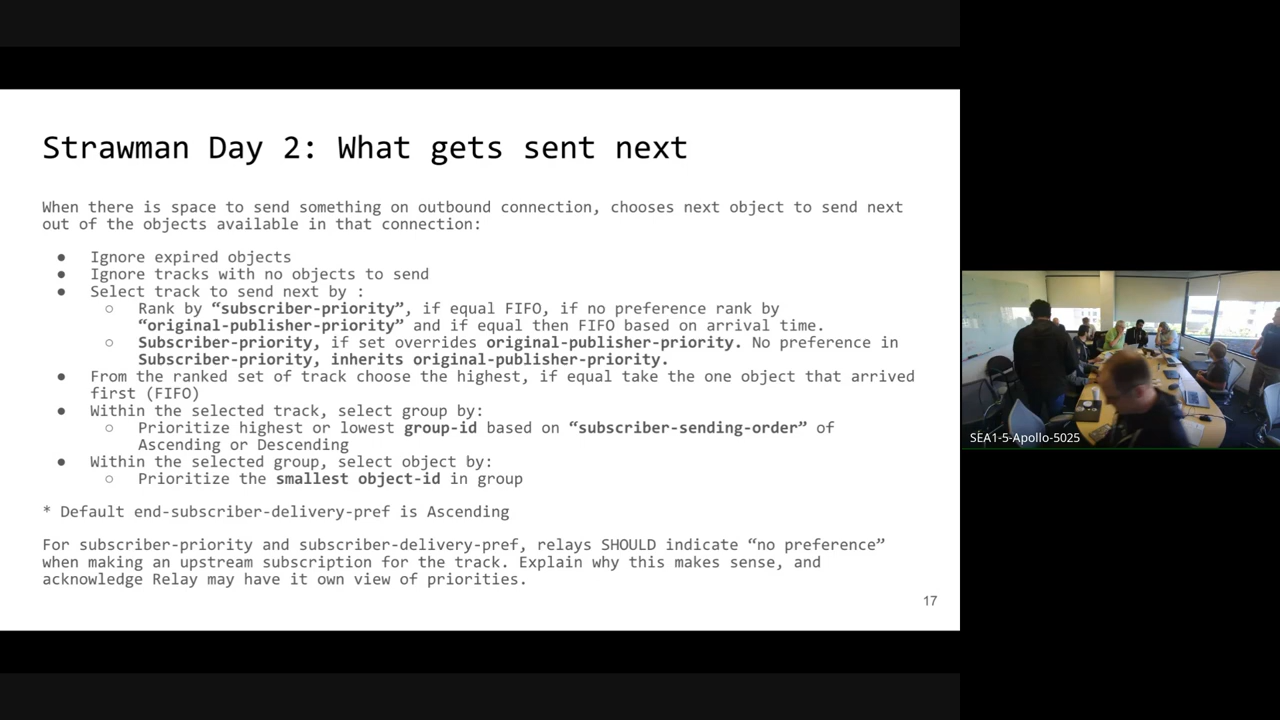 Strawman Day 2: What gets sent next
When there is space to send something on outbound connection, chooses next object to send next
out of the objects available in that connection:
● Ignore expired objects
● Ignore tracks with no objects to send
● Select track to send next by :
○ Rank by “subscriber-priority”, if equal FIFO, if no preference rank by
“original-publisher-priority” and if equal then FIFO based on arrival time.
○ Subscriber-priority, if set overrides original-publisher-priority. No preference in
Subscriber-priority, inherits original-publisher-priority.
● From the ranked set of track choose the highest, if equal take the one object that arrived
first (FIFO)
● Within the selected track, select group by:
○ Prioritize highest or lowest group-id based on “subscriber-sending-order” of
Ascending or Descending
● Within the selected group, select object by:
○ Prioritize the smallest object-id in group
* Default end-subscriber-delivery-pref is Ascending
For subscriber-priority and subscriber-delivery-pref, relays SHOULD indicate “no preference”
when making an upstream subscription for the track. Explain why this makes sense, and
acknowledge Relay may have it own view of priorities.
17
SEA1-5-Apollo-5025